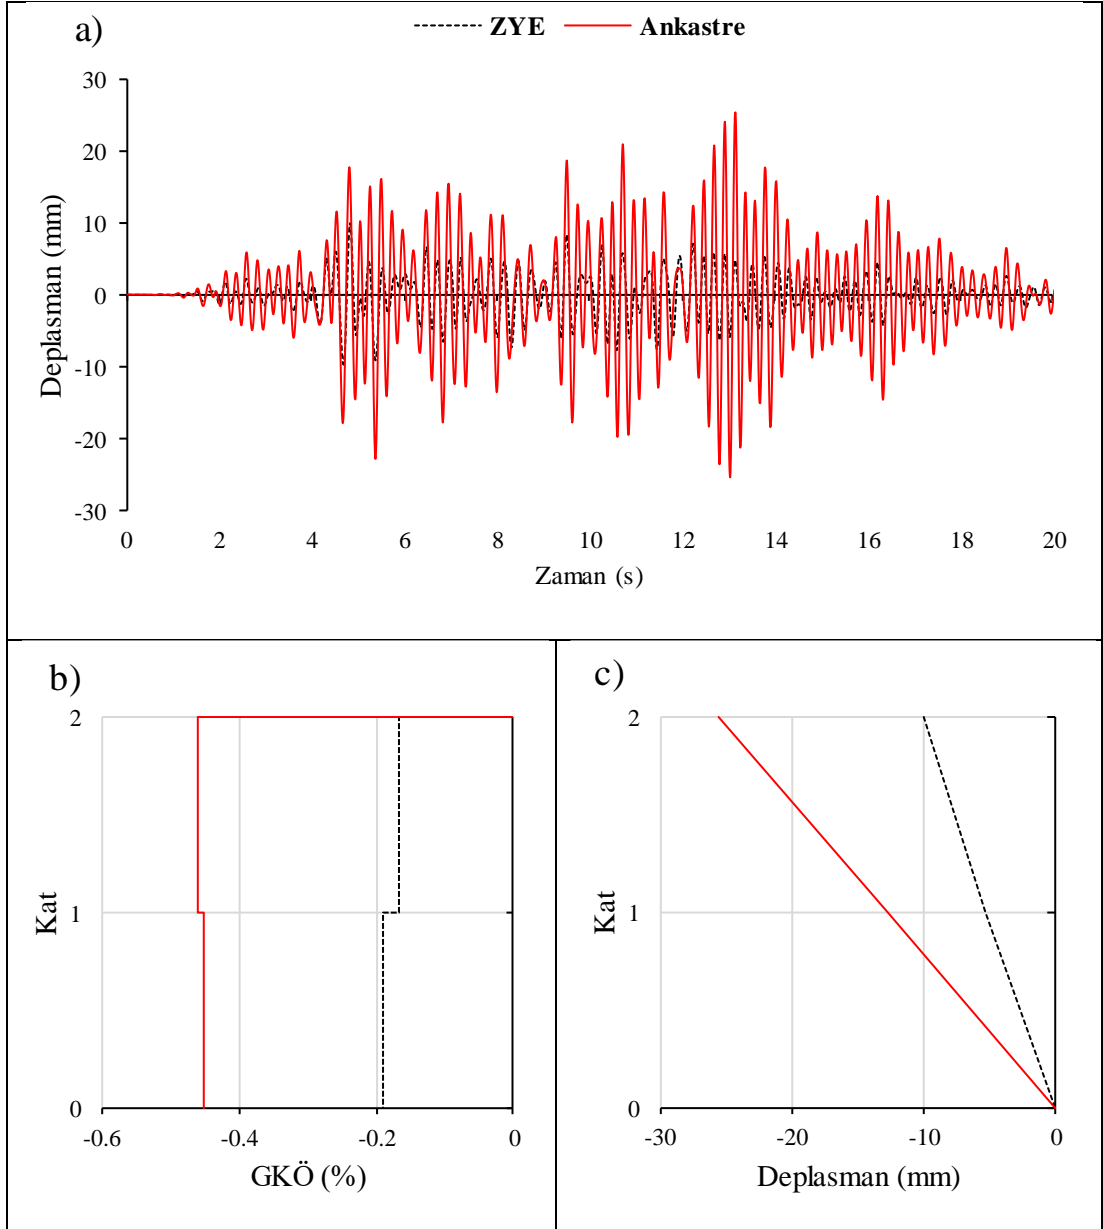 a)
ZYE Ankastre
30
20
10
0
-10
-20
-30
Deplasman (mm)
0 2 4 6 8 10 12 14 16 18 20
Zaman (s)
b)
2
1
0
Kat
-0.6 -0.4 -0.2 0
GKÖ (%)
c)
2
1
0
Kat
-30 -20 -10 0
Deplasman (mm)